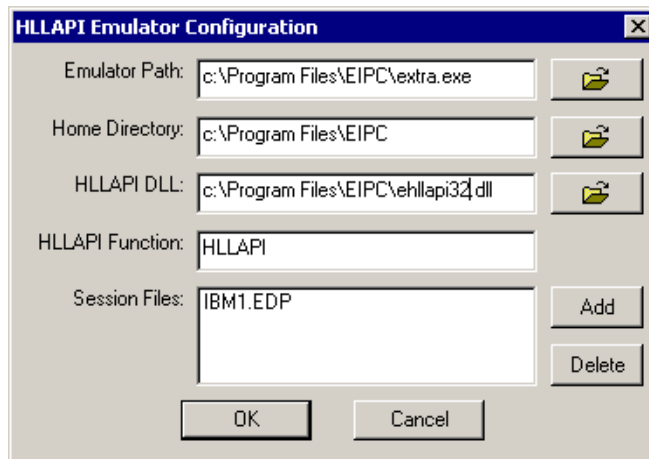 HLLAPI Emulator Configuration
Emulator Path: c:\Program Files\EIPC\extra.exe
Home Directory: c:\Program Files\EIPC
HLLAPI DLL: c:\Program Files\EIPC\ehllapi32.dll
HLLAPI Function: HLLAPI
Session Files: IBM1.EDP
Add
Delete
OK Cancel